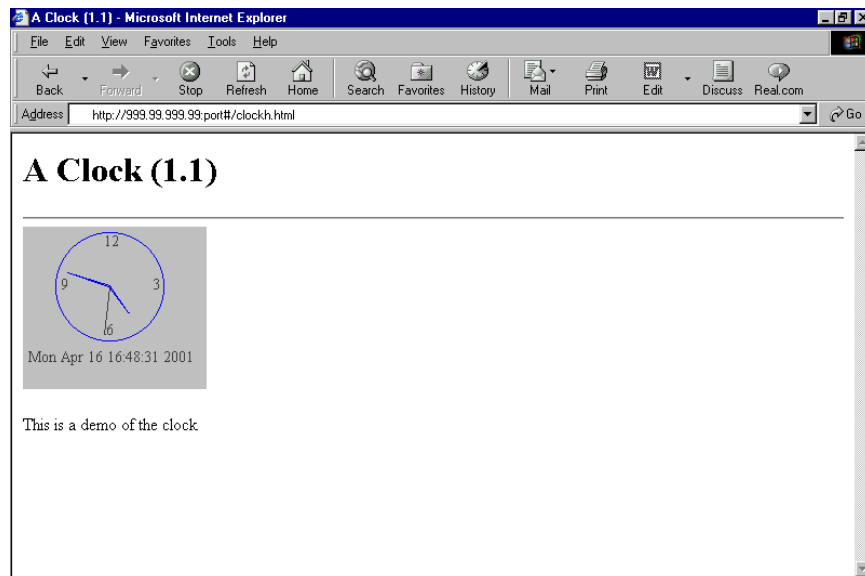 A Clock (1.1) - Microsoft Internet Explorer
File Edit View Favorites Tools Help
Back Forward Stop Refresh Home Search Favorites History Mail Print Edit Discuss Real.com
Address http://999.99.999.99:port#/clockh.html Go
A Clock (1.1)
12
9 3
6
Mon Apr 16 16:48:31 2001
This is a demo of the clock